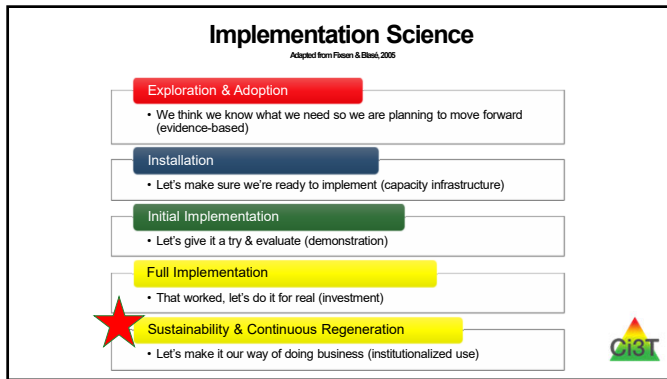 Implementation Science
Adapted from Fixsen & Blasé, 2005
Exploration & Adoption
• We think we know what we need so we are planning to move forward
(evidence-based)
Installation
• Let's make sure we're ready to implement (capacity infrastructure)
Initial Implementation
• Let's give it a try & evaluate (demonstration)
Full Implementation
• That worked, let's do it for real (investment)
Sustainability & Continuous Regeneration
• Let's make it our way of doing business (institutionalized use)
Ci3T